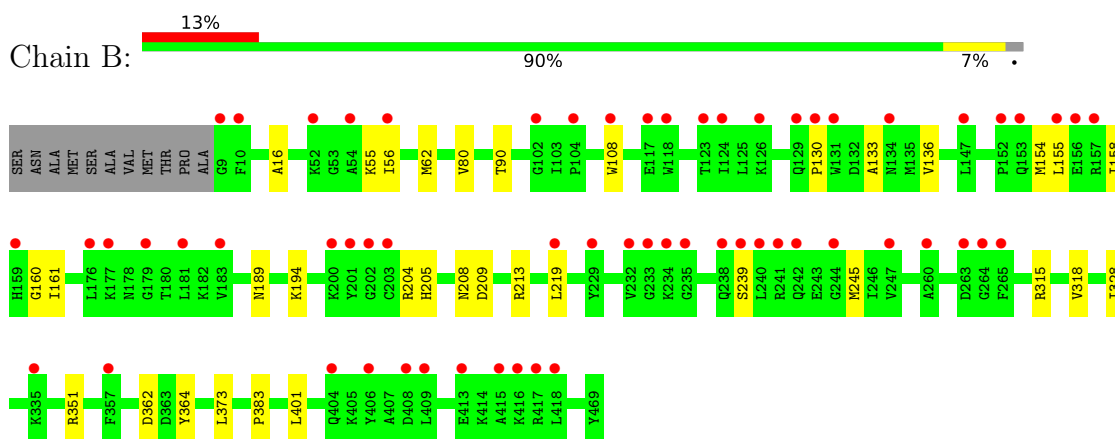 13%
Chain B:
90% 7% •
SER ASN ALA MET SER ALA VAL MET THR PRO ALA G9 F10 A16 K52 G53 A54 K55 I56 M62 V80 T90 G102 I103 P104 W108 E117 W118 T123 I124 L125 K126 Q129 P130 W131 D132 A133 N134 M135 V136 L147 P152 Q153 M154 L155 E156 R157
H159 G160 I161 L176 K177 N178 G179 T180 L181 K182 V183 N189 K194 K200 Y201 G202 C203 R204 H205 N208 D209 R213 L219 Y229 V232 G233 K234 G235 Q238 S239 L240 R241 Q242 E243 G244 M245 I246 V247 A260 D263 G264 F265 R315 V318
K335 R351 F357 D362 D363 Y364 L373 P383 L401 Q404 K405 Y406 A407 D408 L409 E413 K414 A415 K416 R417 L418 Y469